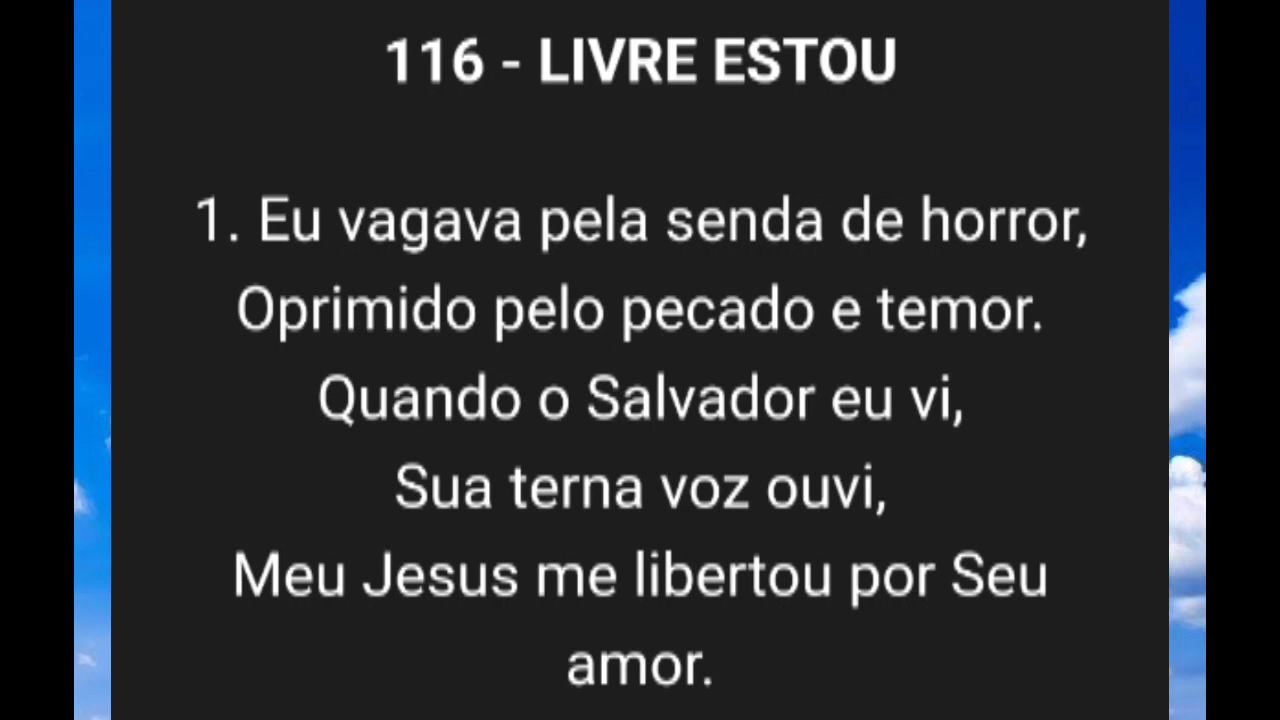 116 - LIVRE ESTOU
1. Eu vagava pela senda de horror,
Oprimido pelo pecado e temor.
Quando o Salvador eu vi,
Sua terna voz ouvi,
Meu Jesus me libertou por Seu
amor.